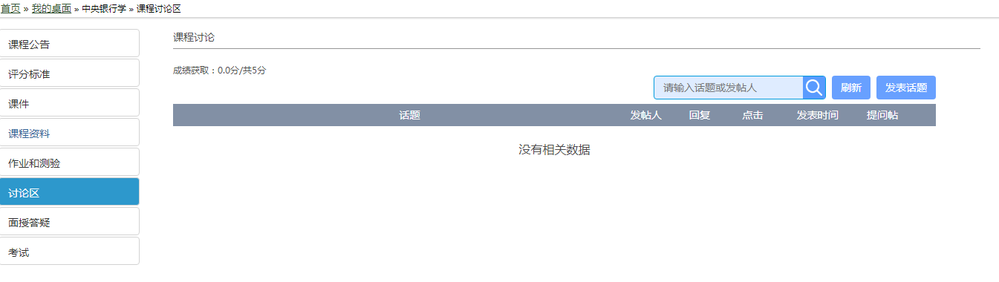 首页 » 我的桌面 » 中央银行学 » 课程讨论区
课程公告
评分标准
课件
课程资料
作业和测验
讨论区
面授答疑
考试
课程讨论
成绩获取：0.0分/共5分
请输入话题或发帖人
刷新
发表话题
话题 发帖人 回复 点击 发表时间 提问帖
没有相关数据